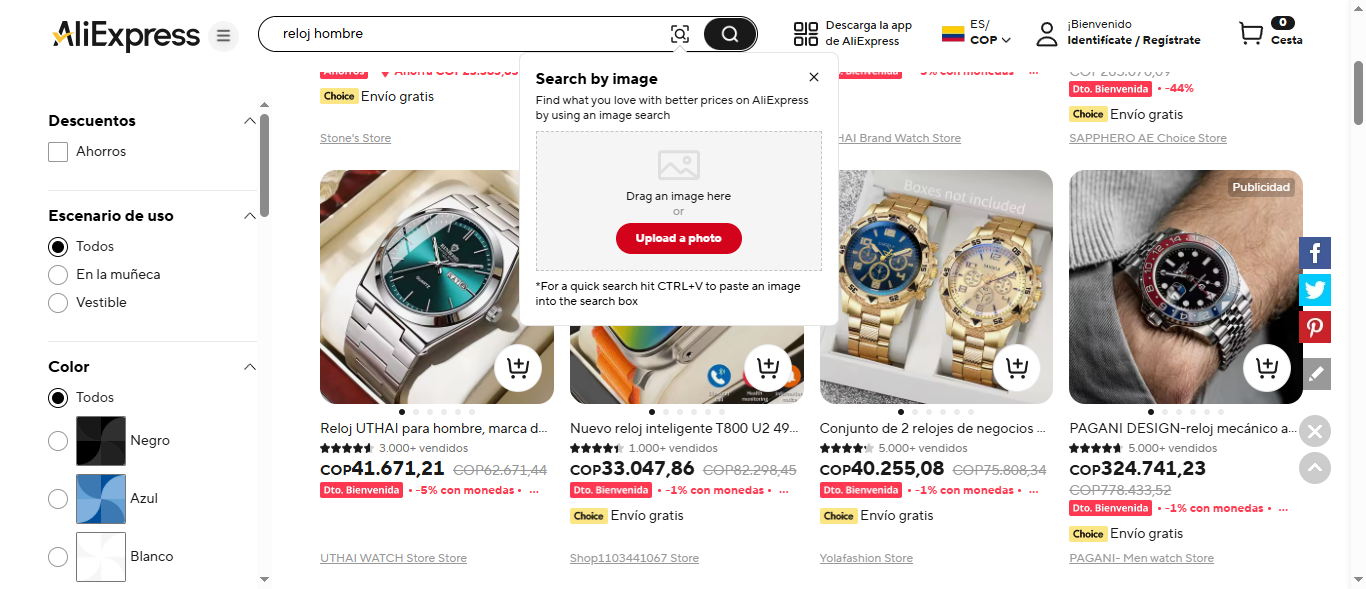 AliExpress
reloj hombre
Descarga la app
de AliExpress
ES/
COP
¡Bienvenido
Identifícate / Regístrate
0
Cesta
Descuentos
Ahorros
Escenario de uso
Todos
En la muñeca
Vestible
Color
Todos
Negro
Azul
Blanco
Search by image
Find what you love with better prices on AliExpress
by using an image search
Drag an image here
or
Upload a photo
*For a quick search hit CTRL+V to paste an image
into the search box
Choice Envío gratis
Stone's Store
HAI Brand Watch Store
Dto. Bienvenida • -44%
Choice Envío gratis
SAPPHERO AE Choice Store
Boxes not included
Publicidad
Reloj UTHAI para hombre, marca d...
3.000+ vendidos
COP41.671,21 COP62.671,44
Dto. Bienvenida • -5% con monedas • ...
UTHAI WATCH Store Store
Nuevo reloj inteligente T800 U2 49...
1.000+ vendidos
COP33.047,86 COP82.298,45
Dto. Bienvenida • -1% con monedas • ...
Choice Envío gratis
Shop1103441067 Store
Conjunto de 2 relojes de negocios ...
5.000+ vendidos
COP40.255,08 COP75.808,34
Dto. Bienvenida • -1% con monedas • ...
Choice Envío gratis
Yolafashion Store
PAGANI DESIGN-reloj mecánico a...
5.000+ vendidos
COP324.741,23
COP778.433,52
Dto. Bienvenida • -1% con monedas • ...
Choice Envío gratis
PAGANI- Men watch Store